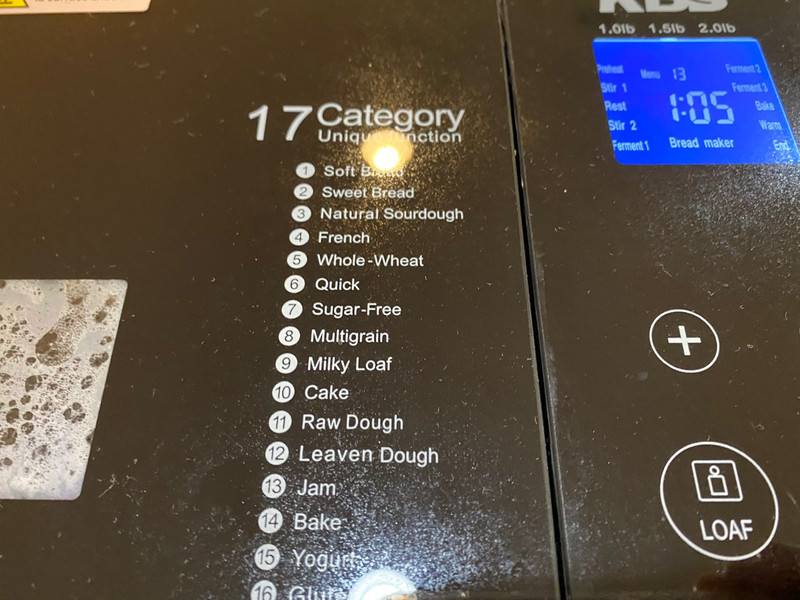 KBS
1.0lb 1.5lb 2.0lb
Preheat Menu 13 Ferment 2
Stir 1 Ferment 3
Rest 1:05 Bake
Stir 2 Warm
Ferment 1 Bread maker End
17 Category
Unique Function
1 Soft Bread
2 Sweet Bread
3 Natural Sourdough
4 French
5 Whole-Wheat
6 Quick
7 Sugar-Free
8 Multigrain
9 Milky Loaf
10 Cake
11 Raw Dough
12 Leaven Dough
13 Jam
14 Bake
15 Yogurt
16
+
LOAF